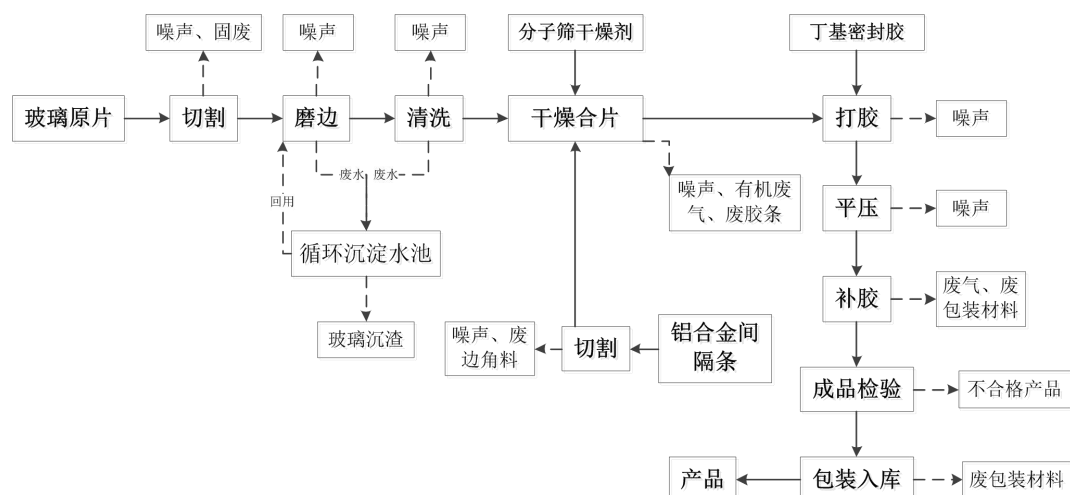 噪声、固废
噪声
噪声
分子筛干燥剂
丁基密封胶
玻璃原片
切割
磨边
清洗
干燥合片
打胶
噪声
废水
废水
回用
噪声、有机废
气、废胶条
平压
噪声
循环沉淀水池
补胶
废气、废
包装材料
玻璃沉渣
噪声、废
边角料
切割
铝合金间
隔条
成品检验
不合格产品
产品
包装入库
废包装材料